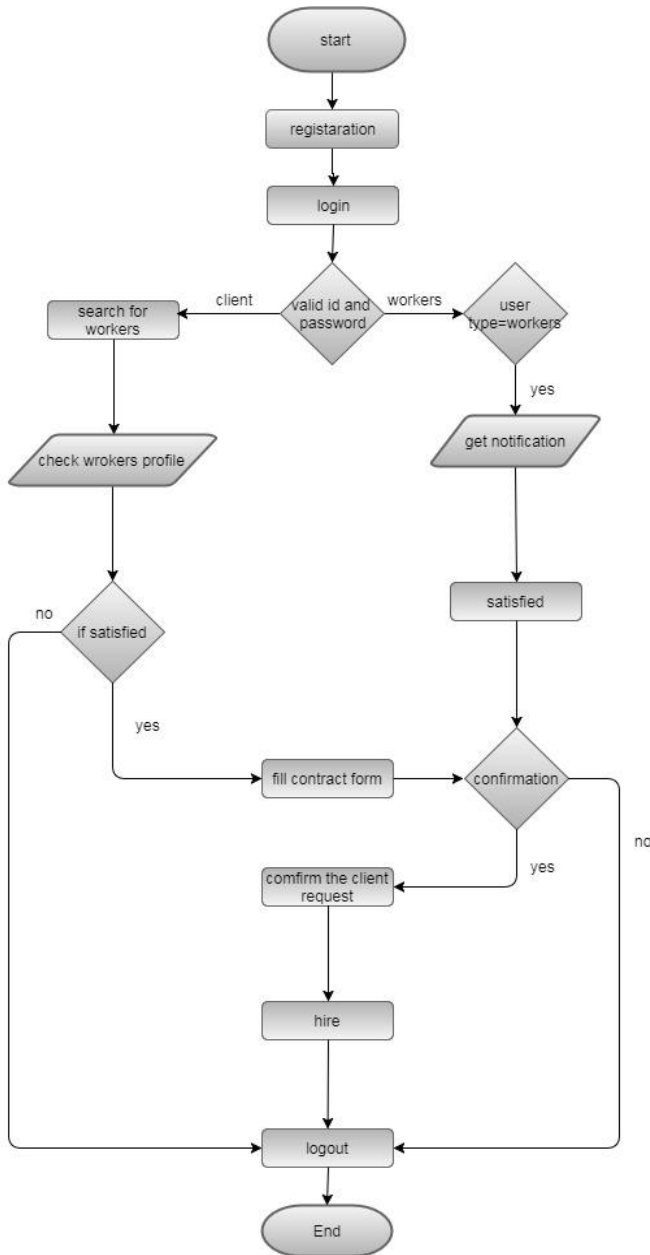 start
registaration
login
client
valid id and
password
workers
user
type=workers
search for
workers
yes
get notification
check wrokers profile
satisfied
no
if satisfied
yes
fill contract form
confirmation
no
yes
comfirm the client
request
hire
logout
End